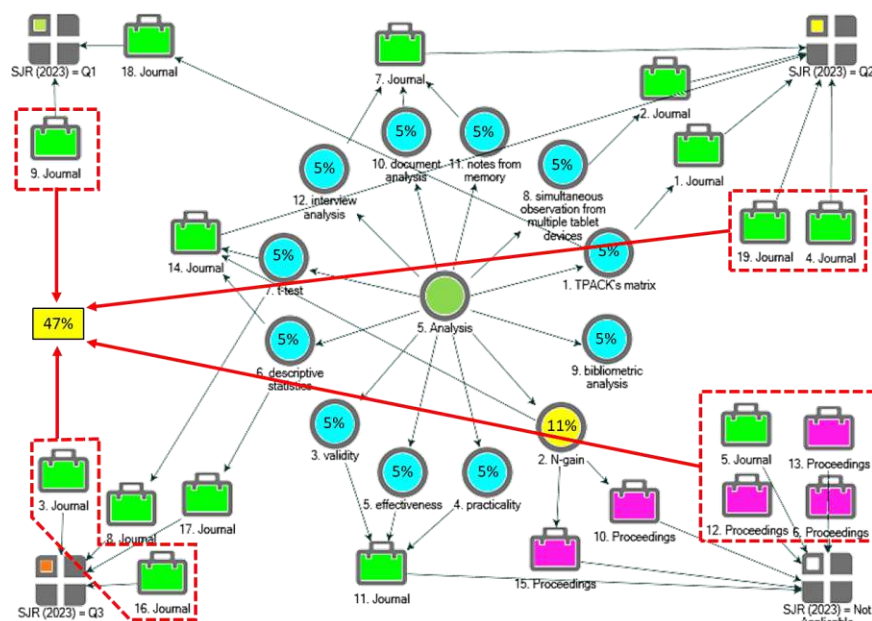 SJR (2023) = Q1
18. Journal
7. Journal
SJR (2023) = Q2
2. Journal
9. Journal
5%
10. document
analysis
5%
11. notes from
memory
5%
12. interview
analysis
5%
8. simultaneous
observation from
multiple tablet
devices
1. Journal
14. Journal
5%
7. t-test
5%
1. TPACK's matrix
19. Journal
4. Journal
47%
5. Analysis
5%
6. descriptive
statistics
5%
9. bibliometric
analysis
5%
3. validity
11%
2. N-gain
5%
5. effectiveness
5%
4. practicality
5. Journal
13. Proceedings
12. Proceedings
6. Proceedings
3. Journal
8. Journal
17. Journal
10. Proceedings
15. Proceedings
11. Journal
16. Journal
SJR (2023) = Q3
SJR (2023) = Not
Applicable